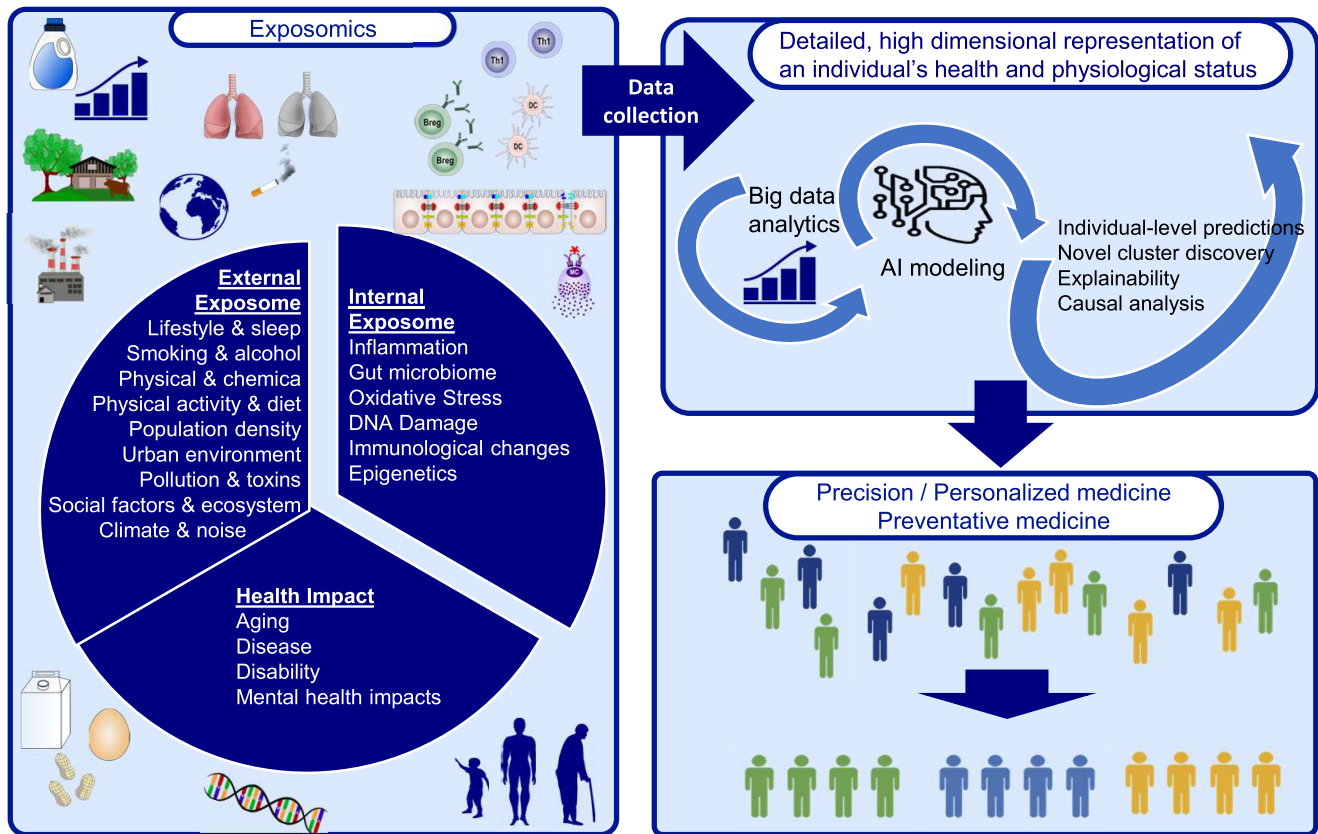 Exposomics
Th1
Th1
Breg
Breg
DC
DC
MC
External
Exposome
Lifestyle & sleep
Smoking & alcohol
Physical & chemica
Physical activity & diet
Population density
Urban environment
Pollution & toxins
Social factors & ecosystem
Climate & noise
Internal
Exposome
Inflammation
Gut microbiome
Oxidative Stress
DNA Damage
Immunological changes
Epigenetics
Health Impact
Aging
Disease
Disability
Mental health impacts
Data
collection
Detailed, high dimensional representation of
an individual's health and physiological status
Big data
analytics
AI modeling
Individual-level predictions
Novel cluster discovery
Explainability
Causal analysis
Precision / Personalized medicine
Preventative medicine